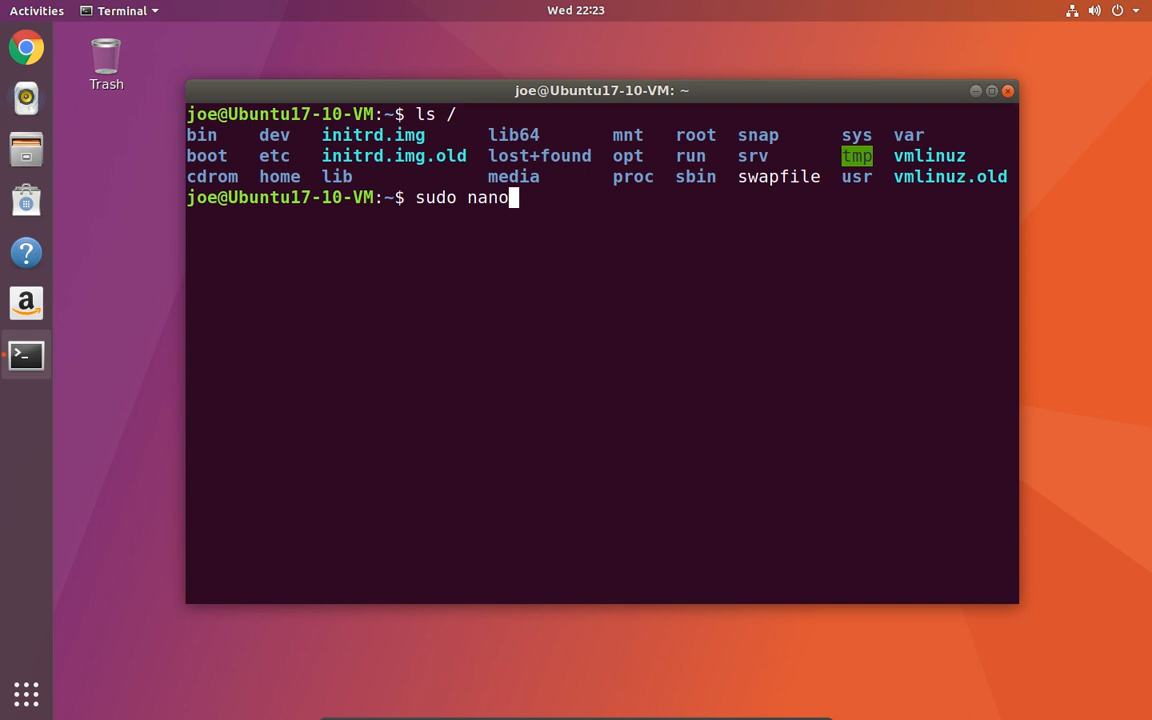 Activities Terminal Wed 22:23
Trash
joe@Ubuntu17-10-VM: ~
joe@Ubuntu17-10-VM:~$ ls /
bin dev initrd.img lib64 mnt root snap sys var
boot etc initrd.img.old lost+found opt run srv tmp vmlinuz
cdrom home lib media proc sbin swapfile usr vmlinuz.old
joe@Ubuntu17-10-VM:~$ sudo nano